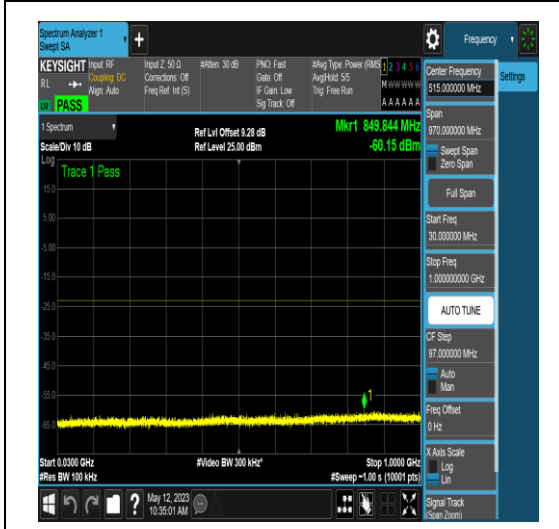 Spectrum Analyzer 1
Swept SA
+
Frequency
KEYSIGHT
RL
Input: RF
Coupling: DC
Align: Auto
Input Z: 50 Ω
Corrections: Off
Freq Ref: Int (S)
#Atten: 30 dB
PNO: Fast
Gate: Off
IF Gain: Low
Sig Track: Off
#Avg Type: Power (RMS
Avg|Hold: 5/5
Trig: Free Run
1 2 3 4 5 6
M W W W W W
A A A A A A
PASS
1 Spectrum
Scale/Div 10 dB
Ref Lvl Offset 9.28 dB
Ref Level 25.00 dBm
Mkr1 849.844 MHz
-60.15 dBm
Log
Trace 1 Pass
15.0
5.00
-5.00
-15.0
-25.0
-35.0
-45.0
-55.0
-65.0
1
Start 0.0300 GHz
#Res BW 100 kHz
#Video BW 300 kHz*
Stop 1.0000 GHz
#Sweep ~1.00 s (10001 pts)
Center Frequency
515.000000 MHz
Settings
Span
970.000000 MHz
Swept Span
Zero Span
Full Span
Start Freq
30.000000 MHz
Stop Freq
1.000000000 GHz
AUTO TUNE
CF Step
97.000000 MHz
Auto
Man
Freq Offset
0 Hz
X Axis Scale
Log
Lin
Signal Track
(Span Zoom)
?
May 12, 2023
10:35:01 AM